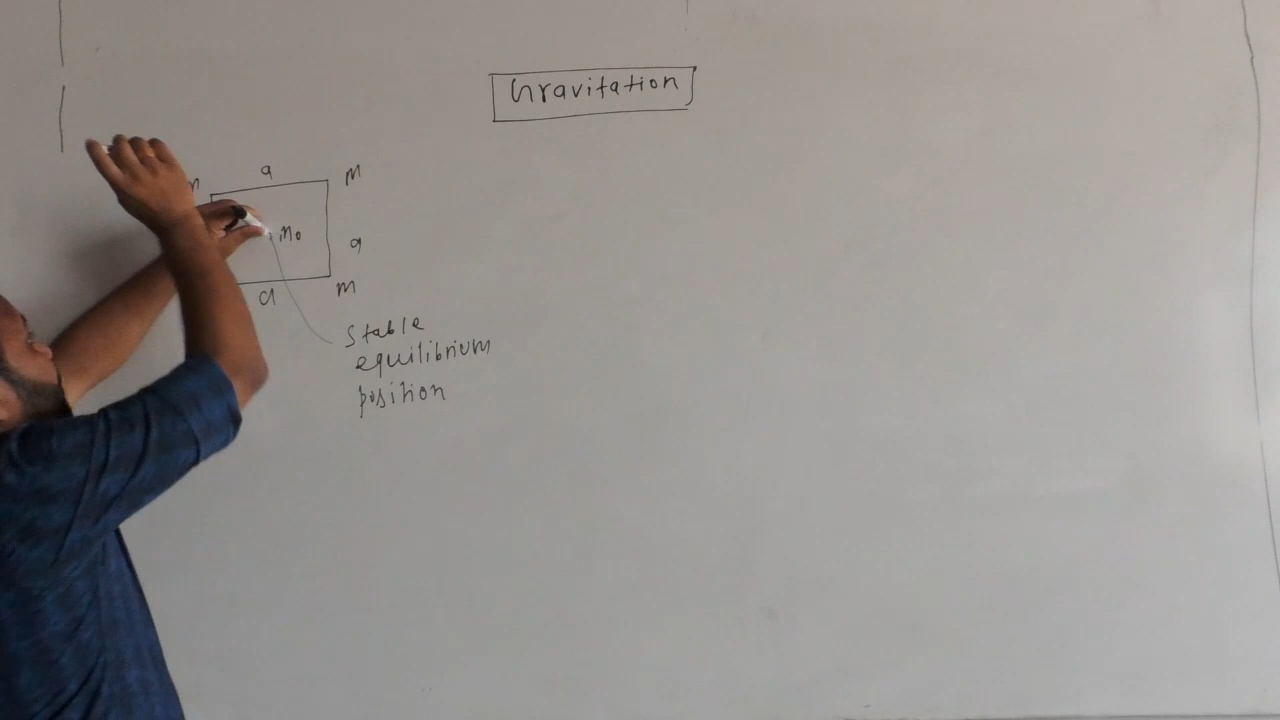 Gravitation
a
m
M
M₀
a
a
m
stable
equilibrium
position